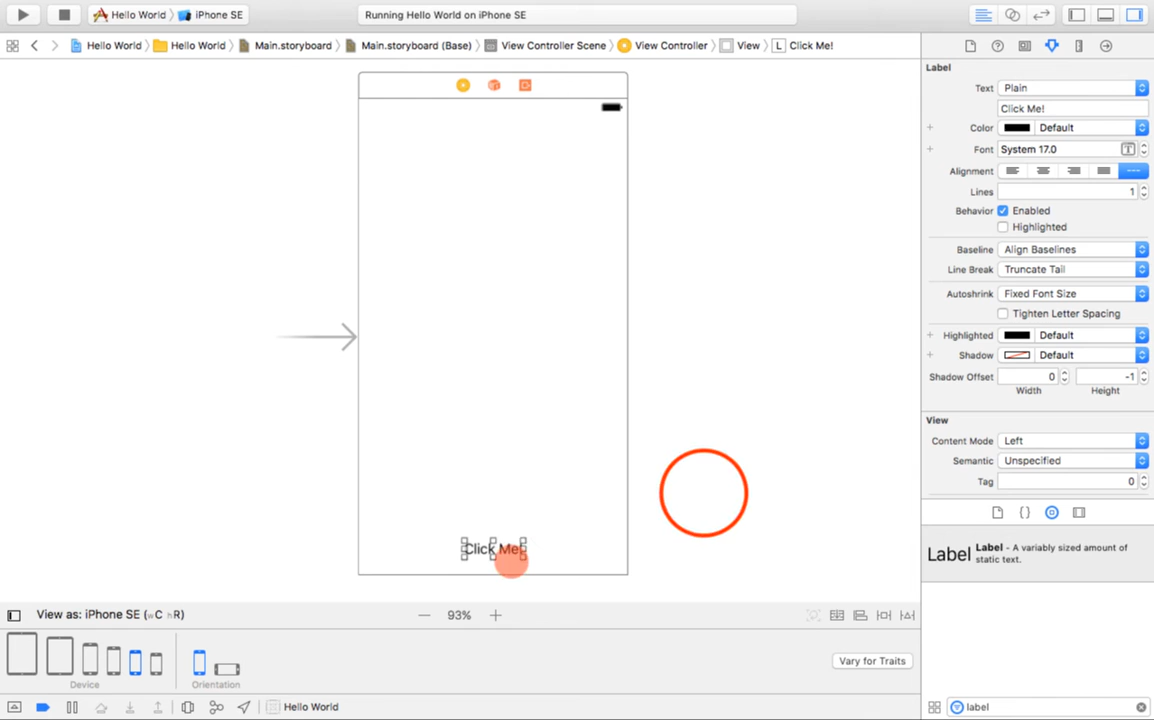 Hello World iPhone SE
Running Hello World on iPhone SE
Hello World Hello World Main.storyboard Main.storyboard (Base) View Controller Scene View Controller View L Click Me!
Label
Text Plain
Click Me!
Color Default
Font System 17.0 T
Alignment
Lines 1
Behavior Enabled
Highlighted
Baseline Align Baselines
Line Break Truncate Tail
Autoshrink Fixed Font Size
Tighten Letter Spacing
Highlighted Default
Shadow Default
Shadow Offset 0 -1
Width Height
View
Content Mode Left
Semantic Unspecified
Tag 0
Click Me!
Label Label - A variably sized amount of
static text.
View as: iPhone SE (wC hR)
93%
Device
Orientation
Vary for Traits
Hello World
label